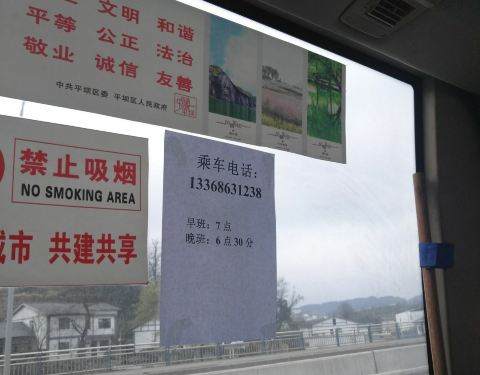 文明 和谐
平等 公正 法治
敬业 诚信 友善
中共平坝区委 平坝区人民政府
禁止吸烟
NO SMOKING AREA
城市 共建共享
乘车电话：
13368631238
早班：7点
晚班：6点30分